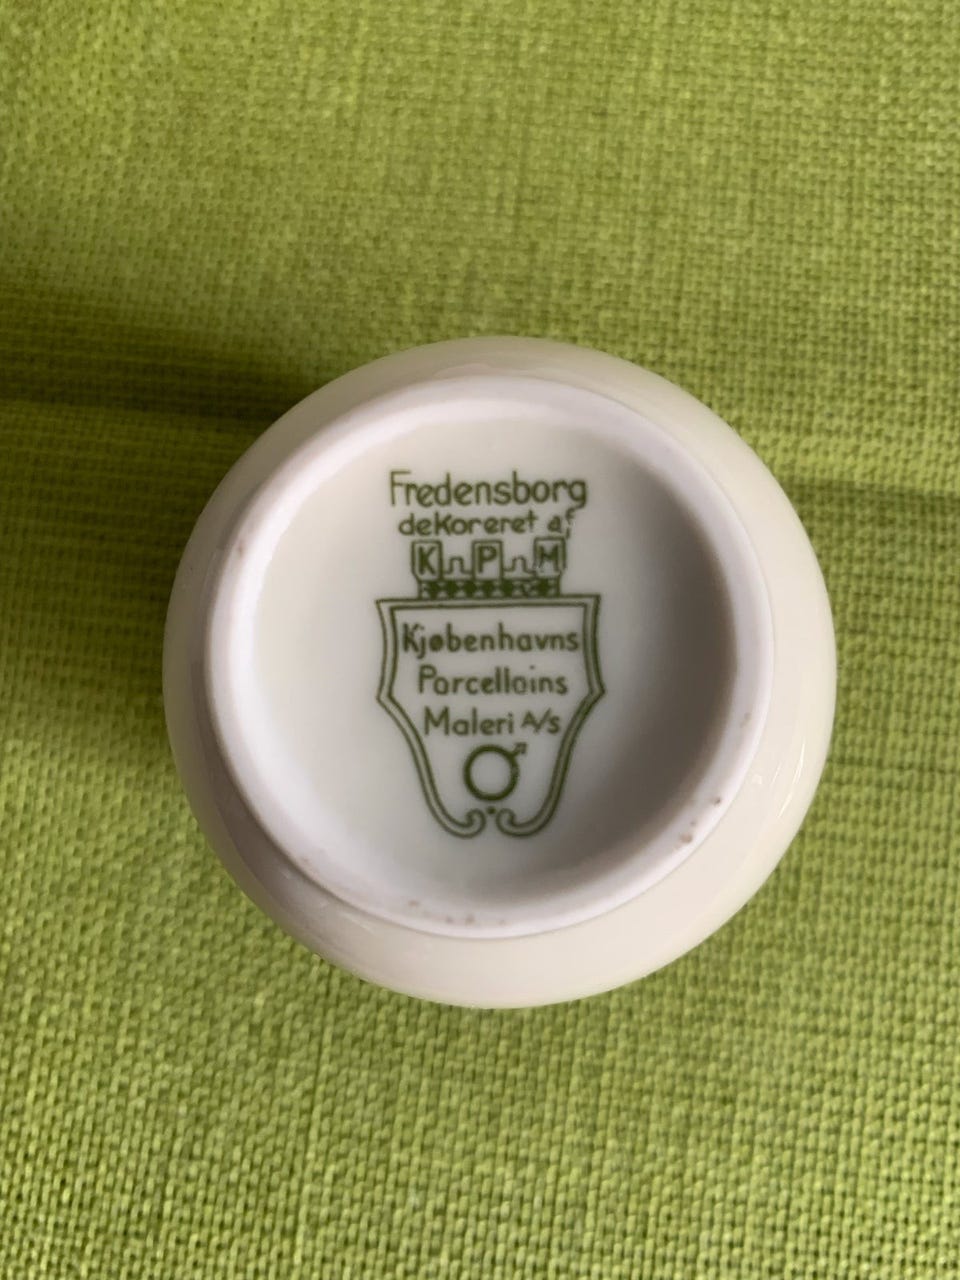 Fredensborg
dekoreret af
K P M
Kjøbenhavns
Porcellains
Maleri A/S